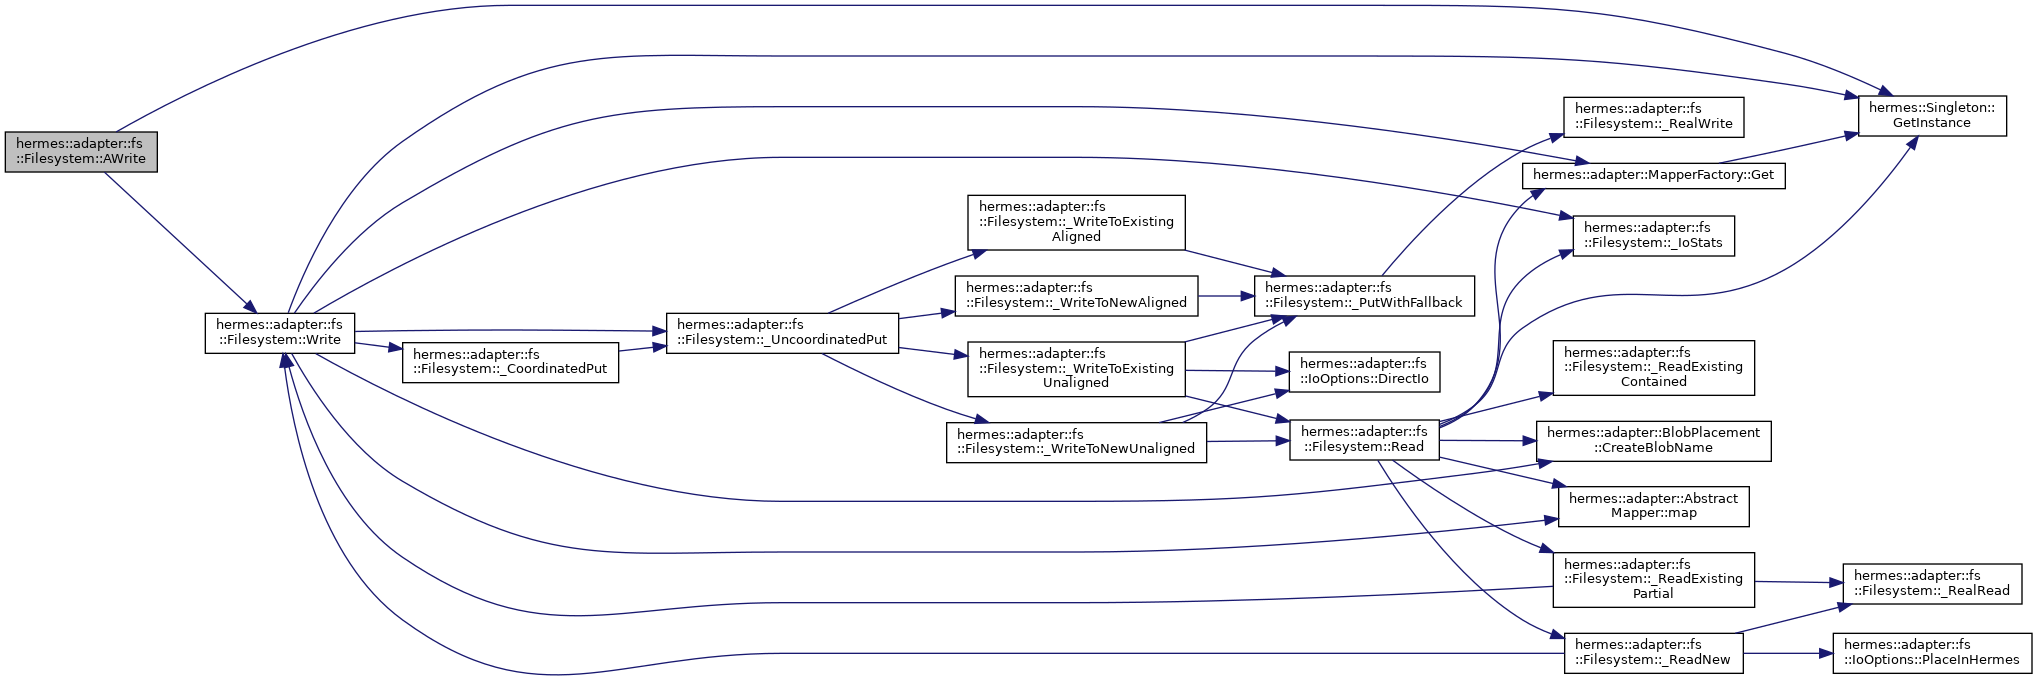 hermes::adapter::fs
::Filesystem::AWrite
hermes::adapter::fs
::Filesystem::Write
hermes::adapter::fs
::Filesystem::_CoordinatedPut
hermes::adapter::fs
::Filesystem::_UncoordinatedPut
hermes::adapter::fs
::Filesystem::_WriteToExisting
Aligned
hermes::adapter::fs
::Filesystem::_WriteToNewAligned
hermes::adapter::fs
::Filesystem::_WriteToExisting
Unaligned
hermes::adapter::fs
::Filesystem::_WriteToNewUnaligned
hermes::adapter::fs
::Filesystem::_PutWithFallback
hermes::adapter::fs
::IoOptions::DirectIo
hermes::adapter::fs
::Filesystem::Read
hermes::adapter::fs
::Filesystem::_RealWrite
hermes::adapter::MapperFactory::Get
hermes::adapter::fs
::Filesystem::_IoStats
hermes::adapter::fs
::Filesystem::_ReadExisting
Contained
hermes::adapter::BlobPlacement
::CreateBlobName
hermes::adapter::Abstract
Mapper::map
hermes::adapter::fs
::Filesystem::_ReadExisting
Partial
hermes::adapter::fs
::Filesystem::_ReadNew
hermes::Singleton::
GetInstance
hermes::adapter::fs
::Filesystem::_RealRead
hermes::adapter::fs
::IoOptions::PlaceInHermes